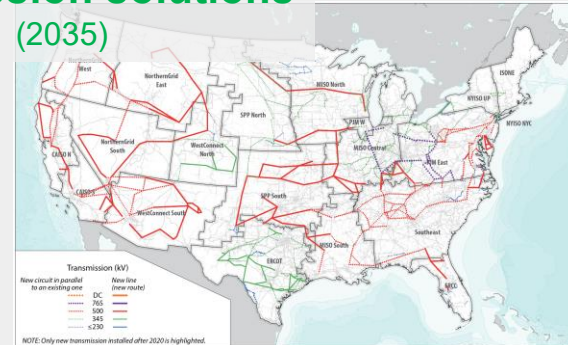 (2035)
NorthernGrid
West
NorthernGrid
East
MISO North
ISONE
NYISO UP
NYISO NYC
SPP North
PJM W
MISO Central
PJM East
NorthernGrid
South
WestConnect
North
CAISO N
CAISO S
WestConnect South
SPP South
Southeast
MISO South
ERCOT
FRCC
Transmission (kV)
New circuit in parallel
to an existing one
New line
(new route)
DC
765
500
345
≤230
NOTE: Only new transmission installed after 2020 is highlighted.